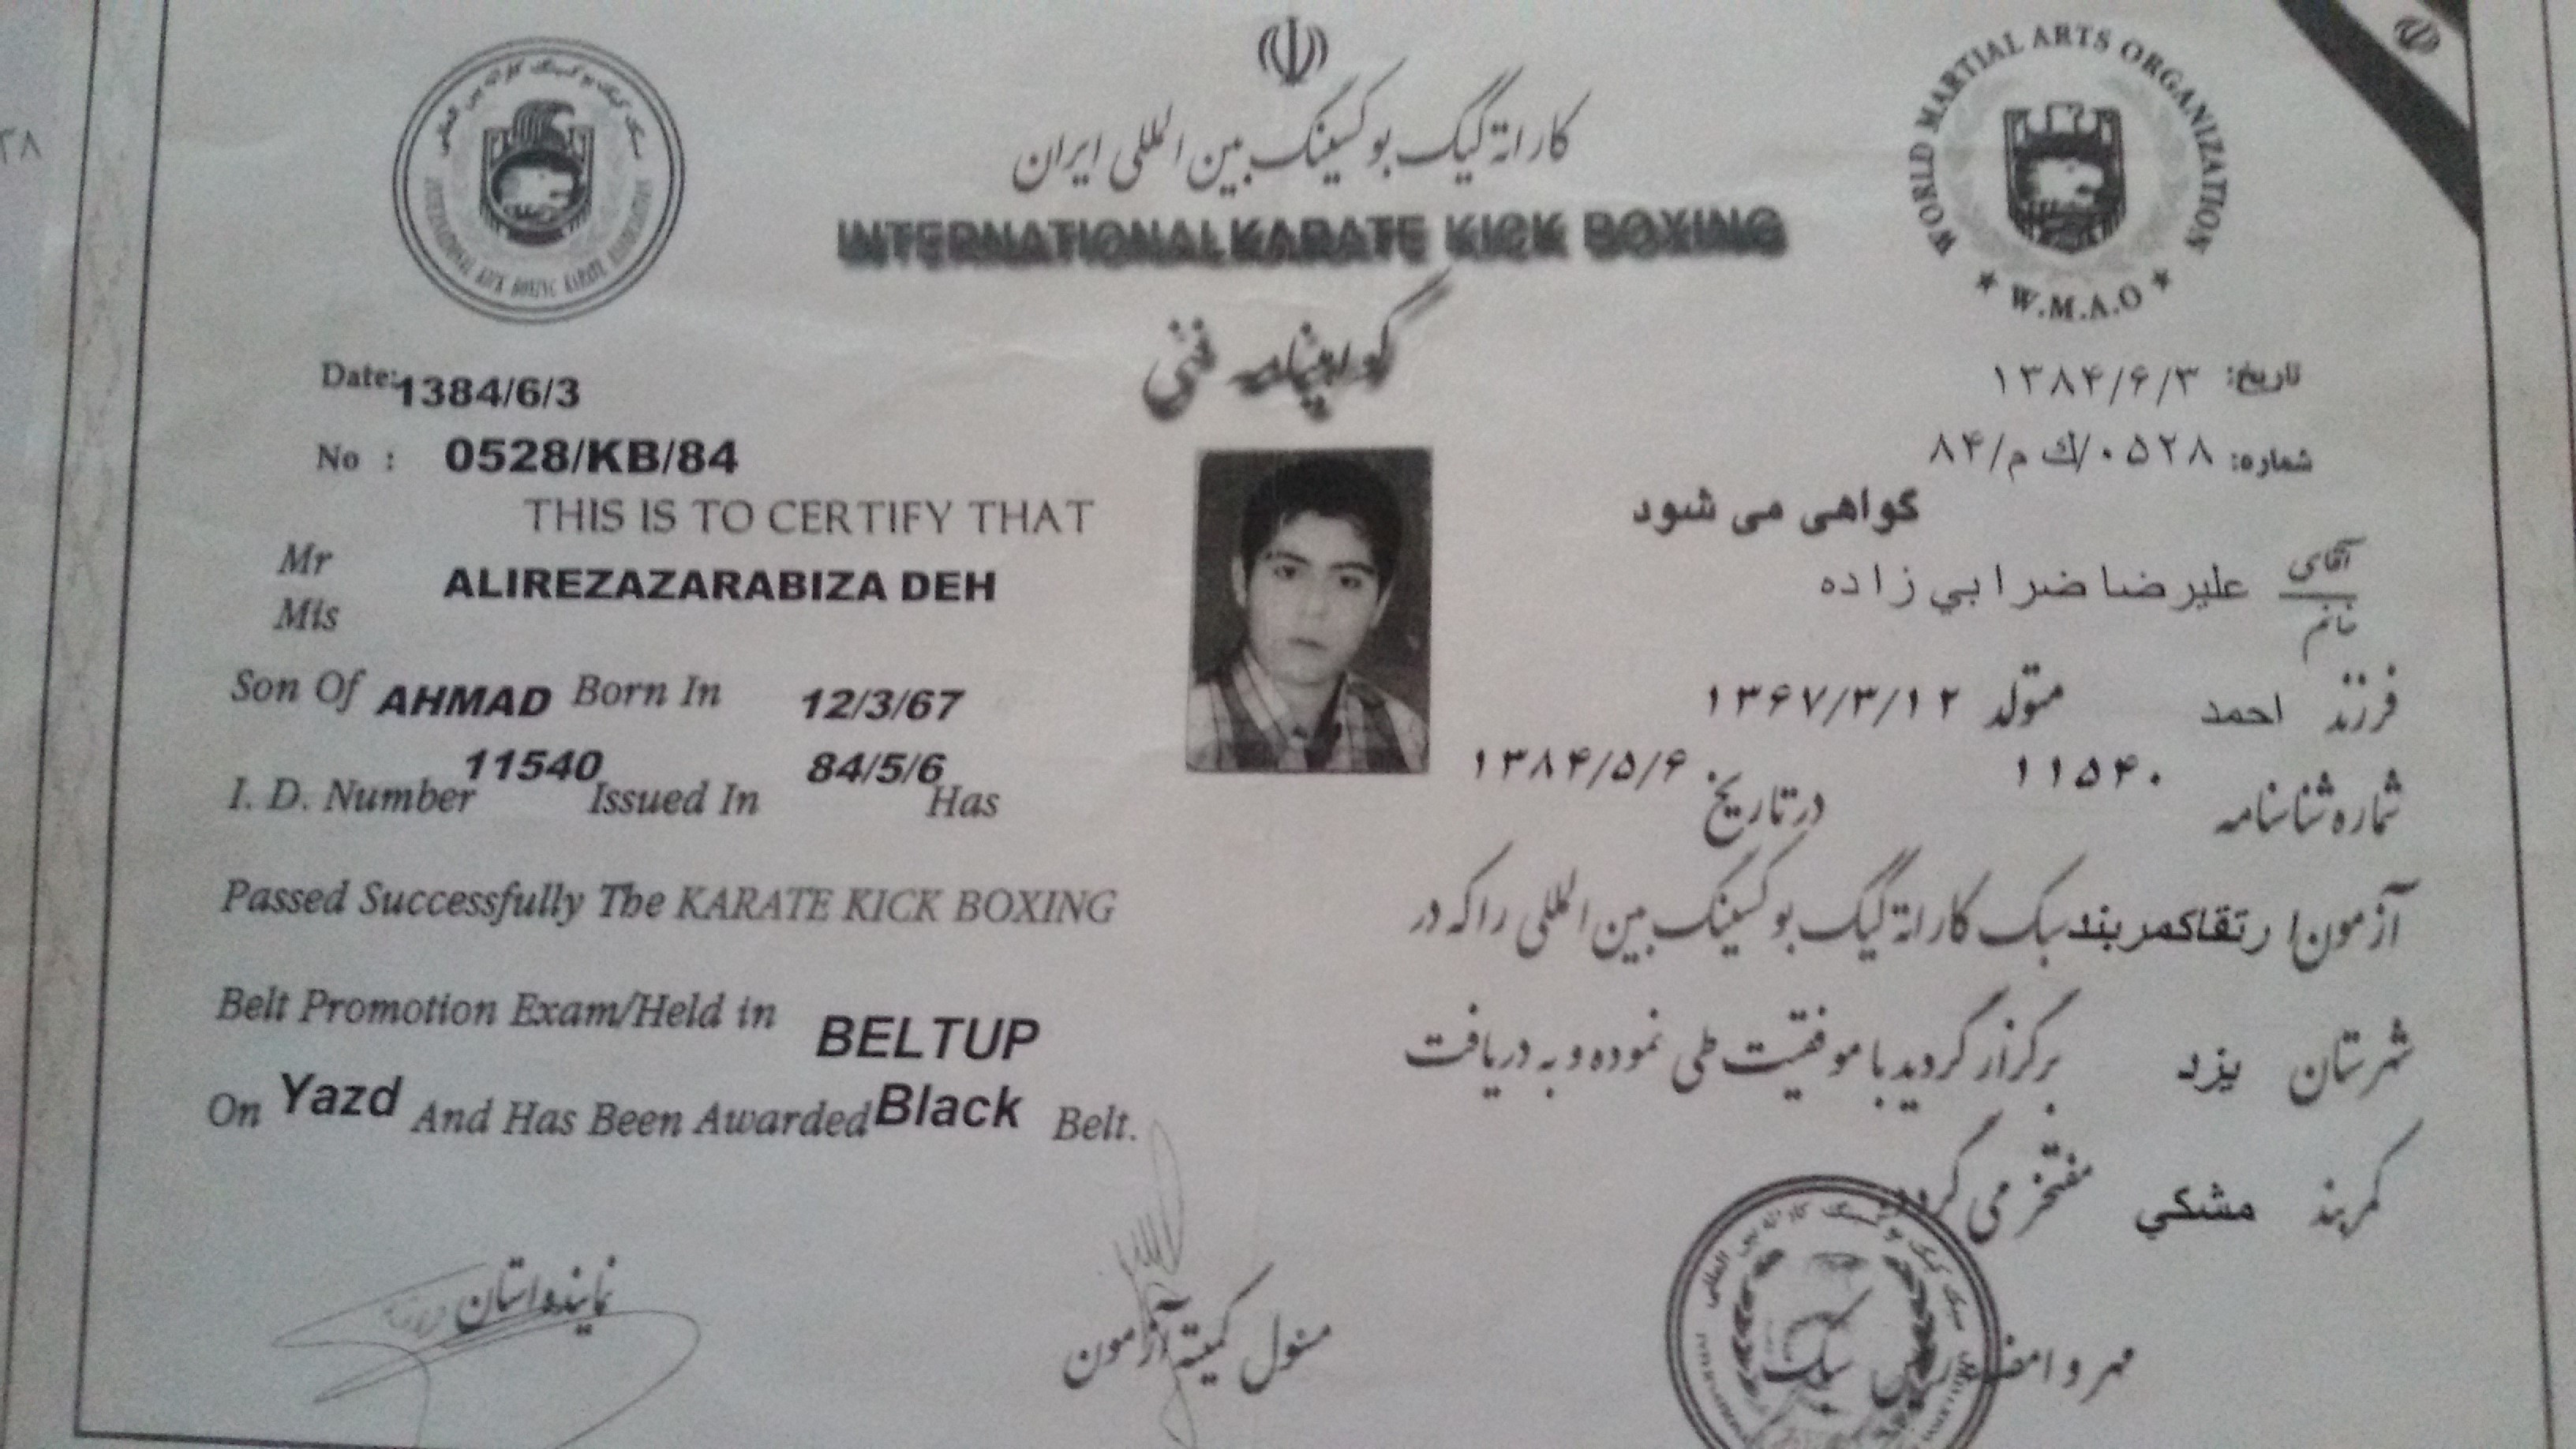 کاراته کیک بوکسینگ بین المللی ایران
INTERNATIONAL KARATE KICK BOXING
WORLD MARTIAL ARTS ORGANIZATION
W.M.A.O
گواهینامه فنی
Date: 1384/6/3
No : 0528/KB/84
THIS IS TO CERTIFY THAT
Mr
Mis
ALIREZAZARABIZA DEH
Son Of AHMAD Born In 12/3/67
I. D. Number 11540 Issued In 84/5/6 Has
Passed Successfully The KARATE KICK BOXING
Belt Promotion Exam/Held in BELTUP
On Yazd And Has Been Awarded Black Belt.
تاریخ: ۱۳۸۴/۶/۳
شماره: ۰۵۲۸/ك م/۸۴
گواهی می شود
آقای
خانم
عليرضا ضرابي زاده
فرزند احمد متولد ۱۳۶۷/۳/۱۲
شماره شناسنامه ۱۱۵۴۰ در تاریخ ۱۳۸۴/۵/۶
آزمون ارتقاکمربند سبک کاراته کیک بوکسینگ بین المللی را که در
شهرستان یزد برگزار گردید با موفقیت طی نموده و به دریافت
کمربند مشكي مفتخر می گردد
نماینده استان
مسئول کمیته آزمون
مهر و امضا
سبک